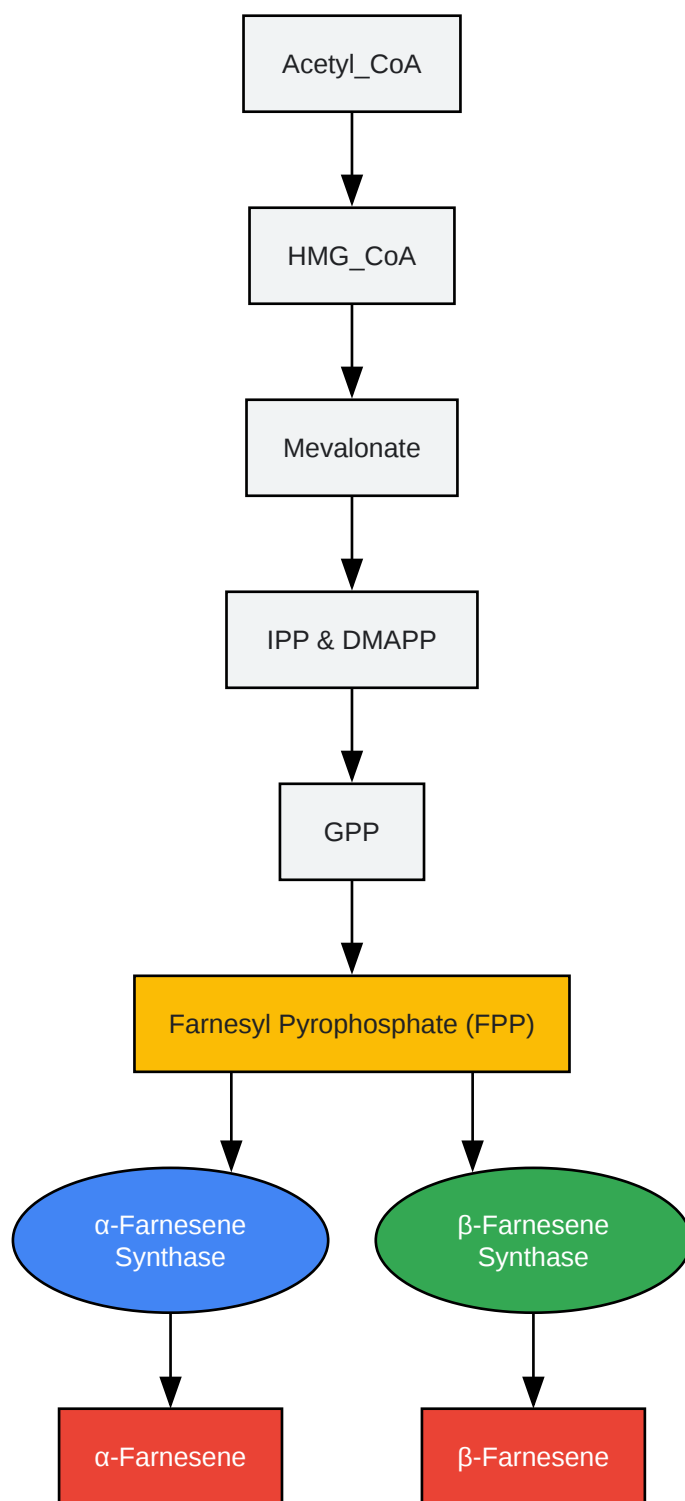 Acetyl_CoA
HMG_CoA
Mevalonate
IPP & DMAPP
GPP
Farnesyl Pyrophosphate (FPP)
α-Farnesene
Synthase
β-Farnesene
Synthase
α-Farnesene
β-Farnesene